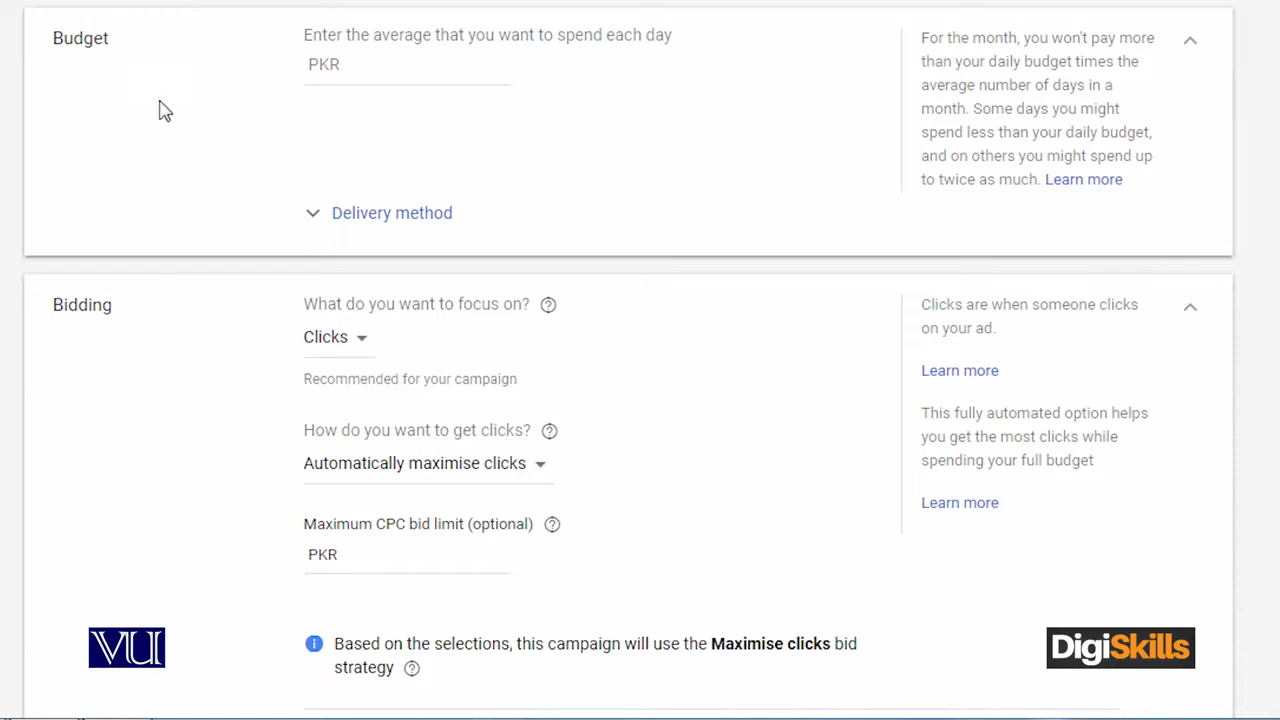 Budget
Enter the average that you want to spend each day
PKR
For the month, you won't pay more
than your daily budget times the
average number of days in a
month. Some days you might
spend less than your daily budget,
and on others you might spend up
to twice as much. Learn more
Delivery method
Bidding
What do you want to focus on?
Clicks
Recommended for your campaign
How do you want to get clicks?
Automatically maximise clicks
Maximum CPC bid limit (optional)
PKR
Clicks are when someone clicks
on your ad.
Learn more
This fully automated option helps
you get the most clicks while
spending your full budget
Learn more
Based on the selections, this campaign will use the Maximise clicks bid
strategy
VU
DigiSkills